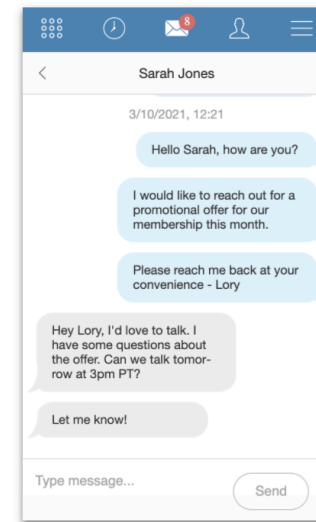 8
Sarah Jones
3/10/2021, 12:21
Hello Sarah, how are you?
I would like to reach out for a
promotional offer for our
membership this month.
Please reach me back at your
convenience - Lory
Hey Lory, I'd love to talk. I
have some questions about
the offer. Can we talk tomor-
row at 3pm PT?
Let me know!
Type message...
Send